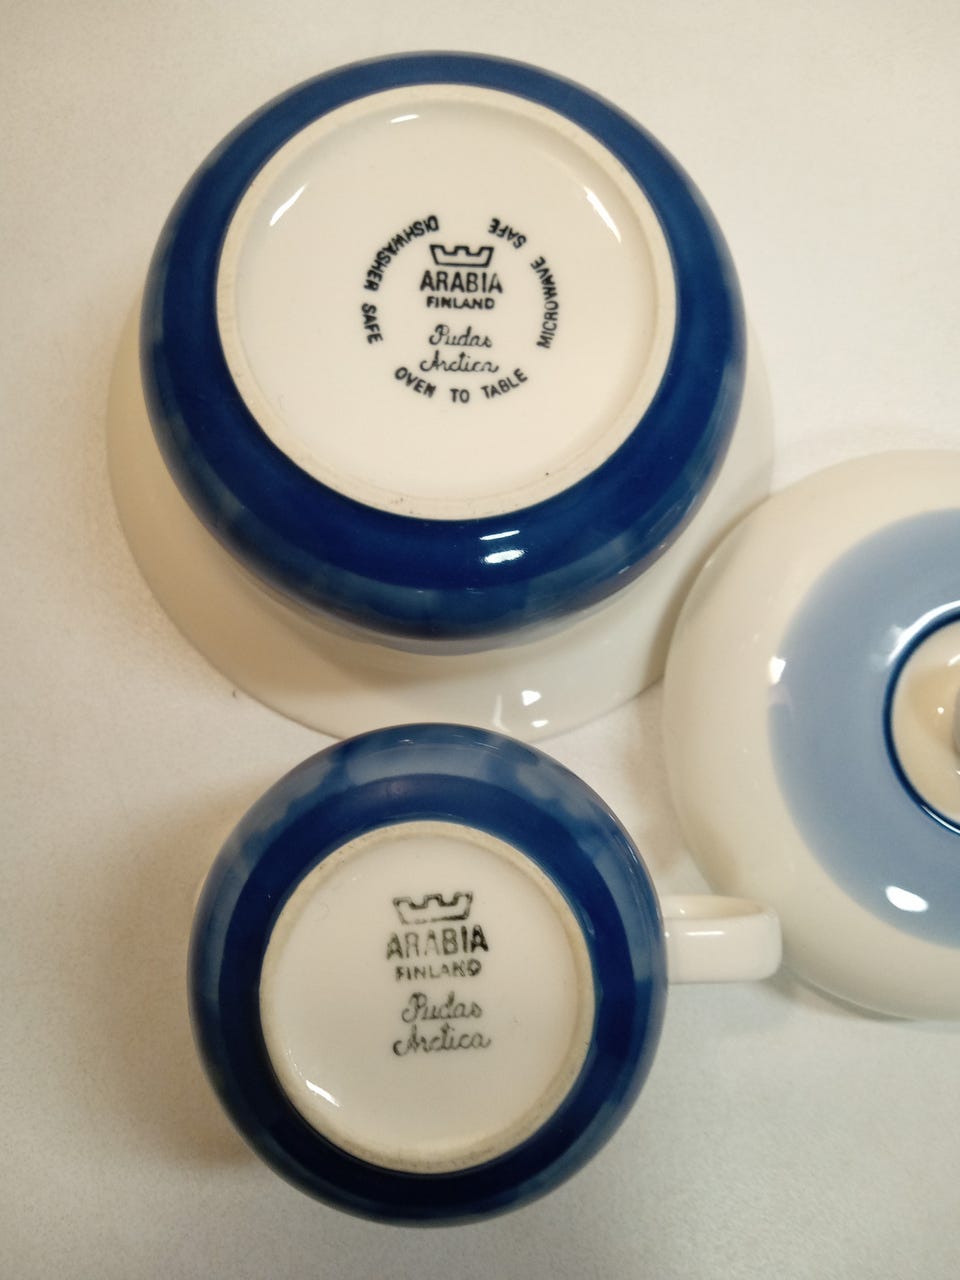 DISHWASHER SAFE
MICROWAVE SAFE
ARABIA
FINLAND
Pudas
Arctica
OVEN TO TABLE
ARABIA
FINLAND
Pudas
Arctica